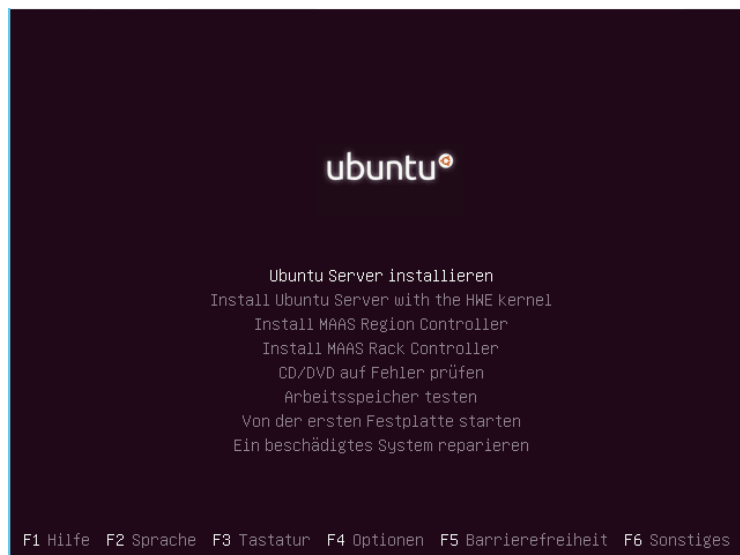 ubuntu
Ubuntu Server installieren
Install Ubuntu Server with the HWE kernel
Install MAAS Region Controller
Install MAAS Rack Controller
CD/DVD auf Fehler prüfen
Arbeitsspeicher testen
Von der ersten Festplatte starten
Ein beschädigtes System reparieren
F1 Hilfe F2 Sprache F3 Tastatur F4 Optionen F5 Barrierefreiheit F6 Sonstiges